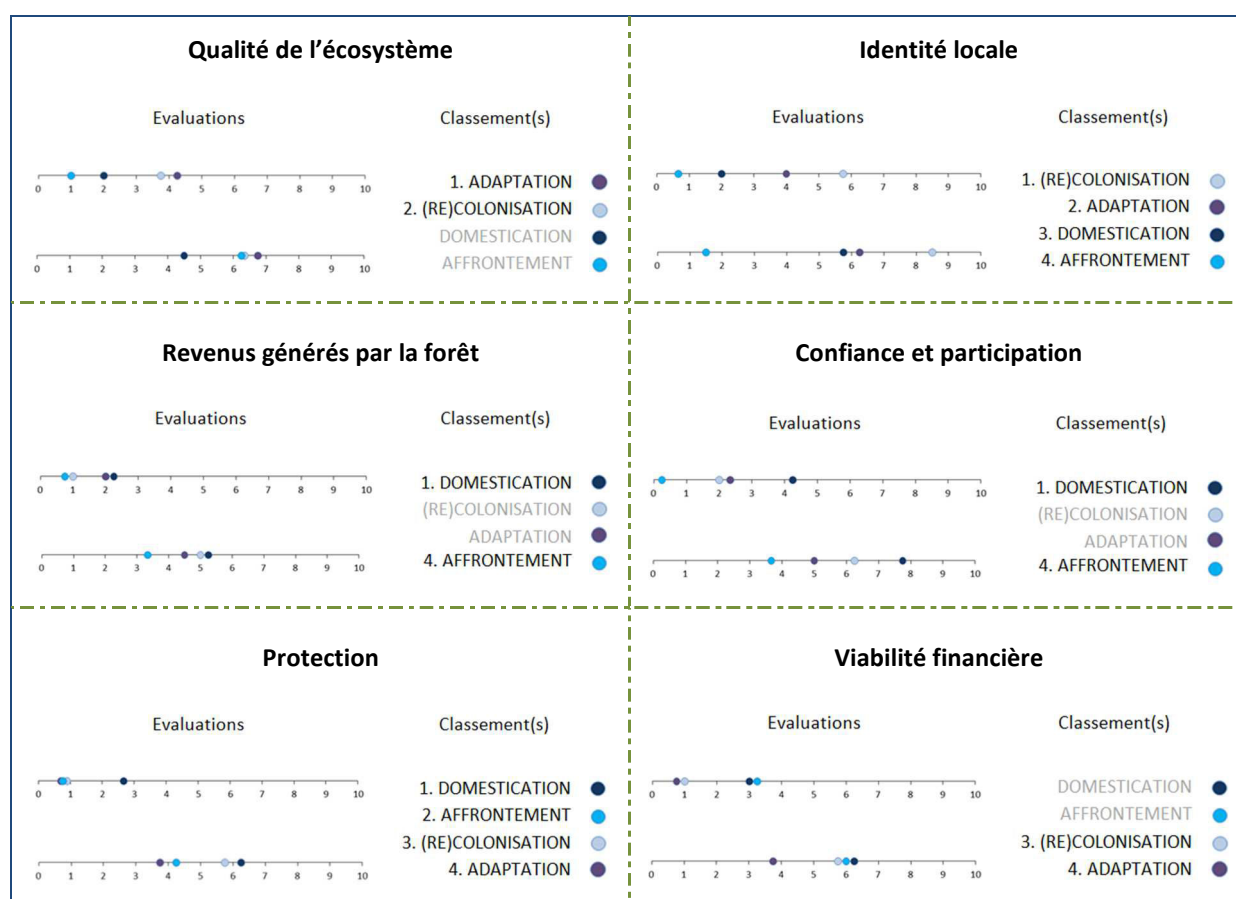 Qualité de l'écosystème
Evaluations
Classement(s)
0 1 2 3 4 5 6 7 8 9 10
0 1 2 3 4 5 6 7 8 9 10
1. ADAPTATION
2. (RE)COLONISATION
DOMESTICATION
AFFRONTEMENT
Identité locale
Evaluations
Classement(s)
0 1 2 3 4 5 6 7 8 9 10
0 1 2 3 4 5 6 7 8 9 10
1. (RE)COLONISATION
2. ADAPTATION
3. DOMESTICATION
4. AFFRONTEMENT
Revenus générés par la forêt
Evaluations
Classement(s)
0 1 2 3 4 5 6 7 8 9 10
0 1 2 3 4 5 6 7 8 9 10
1. DOMESTICATION
(RE)COLONISATION
ADAPTATION
4. AFFRONTEMENT
Confiance et participation
Evaluations
Classement(s)
0 1 2 3 4 5 6 7 8 9 10
0 1 2 3 4 5 6 7 8 9 10
1. DOMESTICATION
(RE)COLONISATION
ADAPTATION
4. AFFRONTEMENT
Protection
Evaluations
Classement(s)
0 1 2 3 4 5 6 7 8 9 10
0 1 2 3 4 5 6 7 8 9 10
1. DOMESTICATION
2. AFFRONTEMENT
3. (RE)COLONISATION
4. ADAPTATION
Viabilité financière
Evaluations
Classement(s)
0 1 2 3 4 5 6 7 8 9 10
0 1 2 3 4 5 6 7 8 9 10
DOMESTICATION
AFFRONTEMENT
3. (RE)COLONISATION
4. ADAPTATION